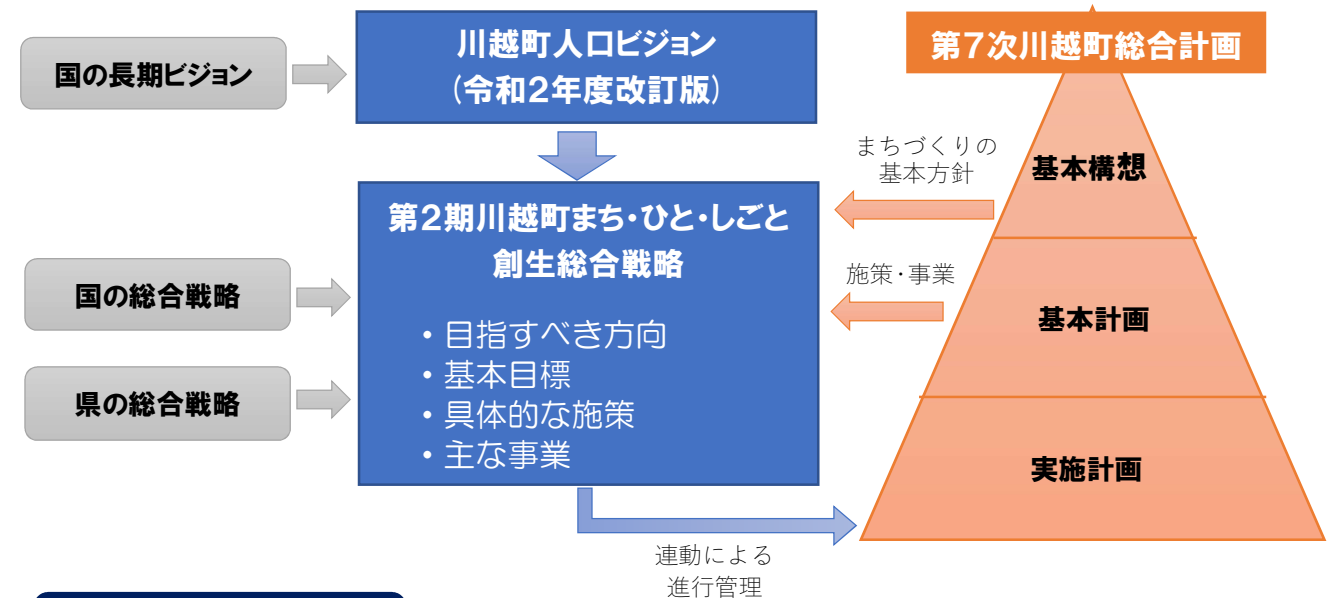 国の長期ビジョン
川越町人口ビジョン
(令和2年度改訂版)
第7次川越町総合計画
まちづくりの
基本方針
基本構想
第2期川越町まち・ひと・しごと
創生総合戦略
国の総合戦略
施策・事業
基本計画
・目指すべき方向
・基本目標
・具体的な施策
・主な事業
県の総合戦略
実施計画
連動による
進行管理